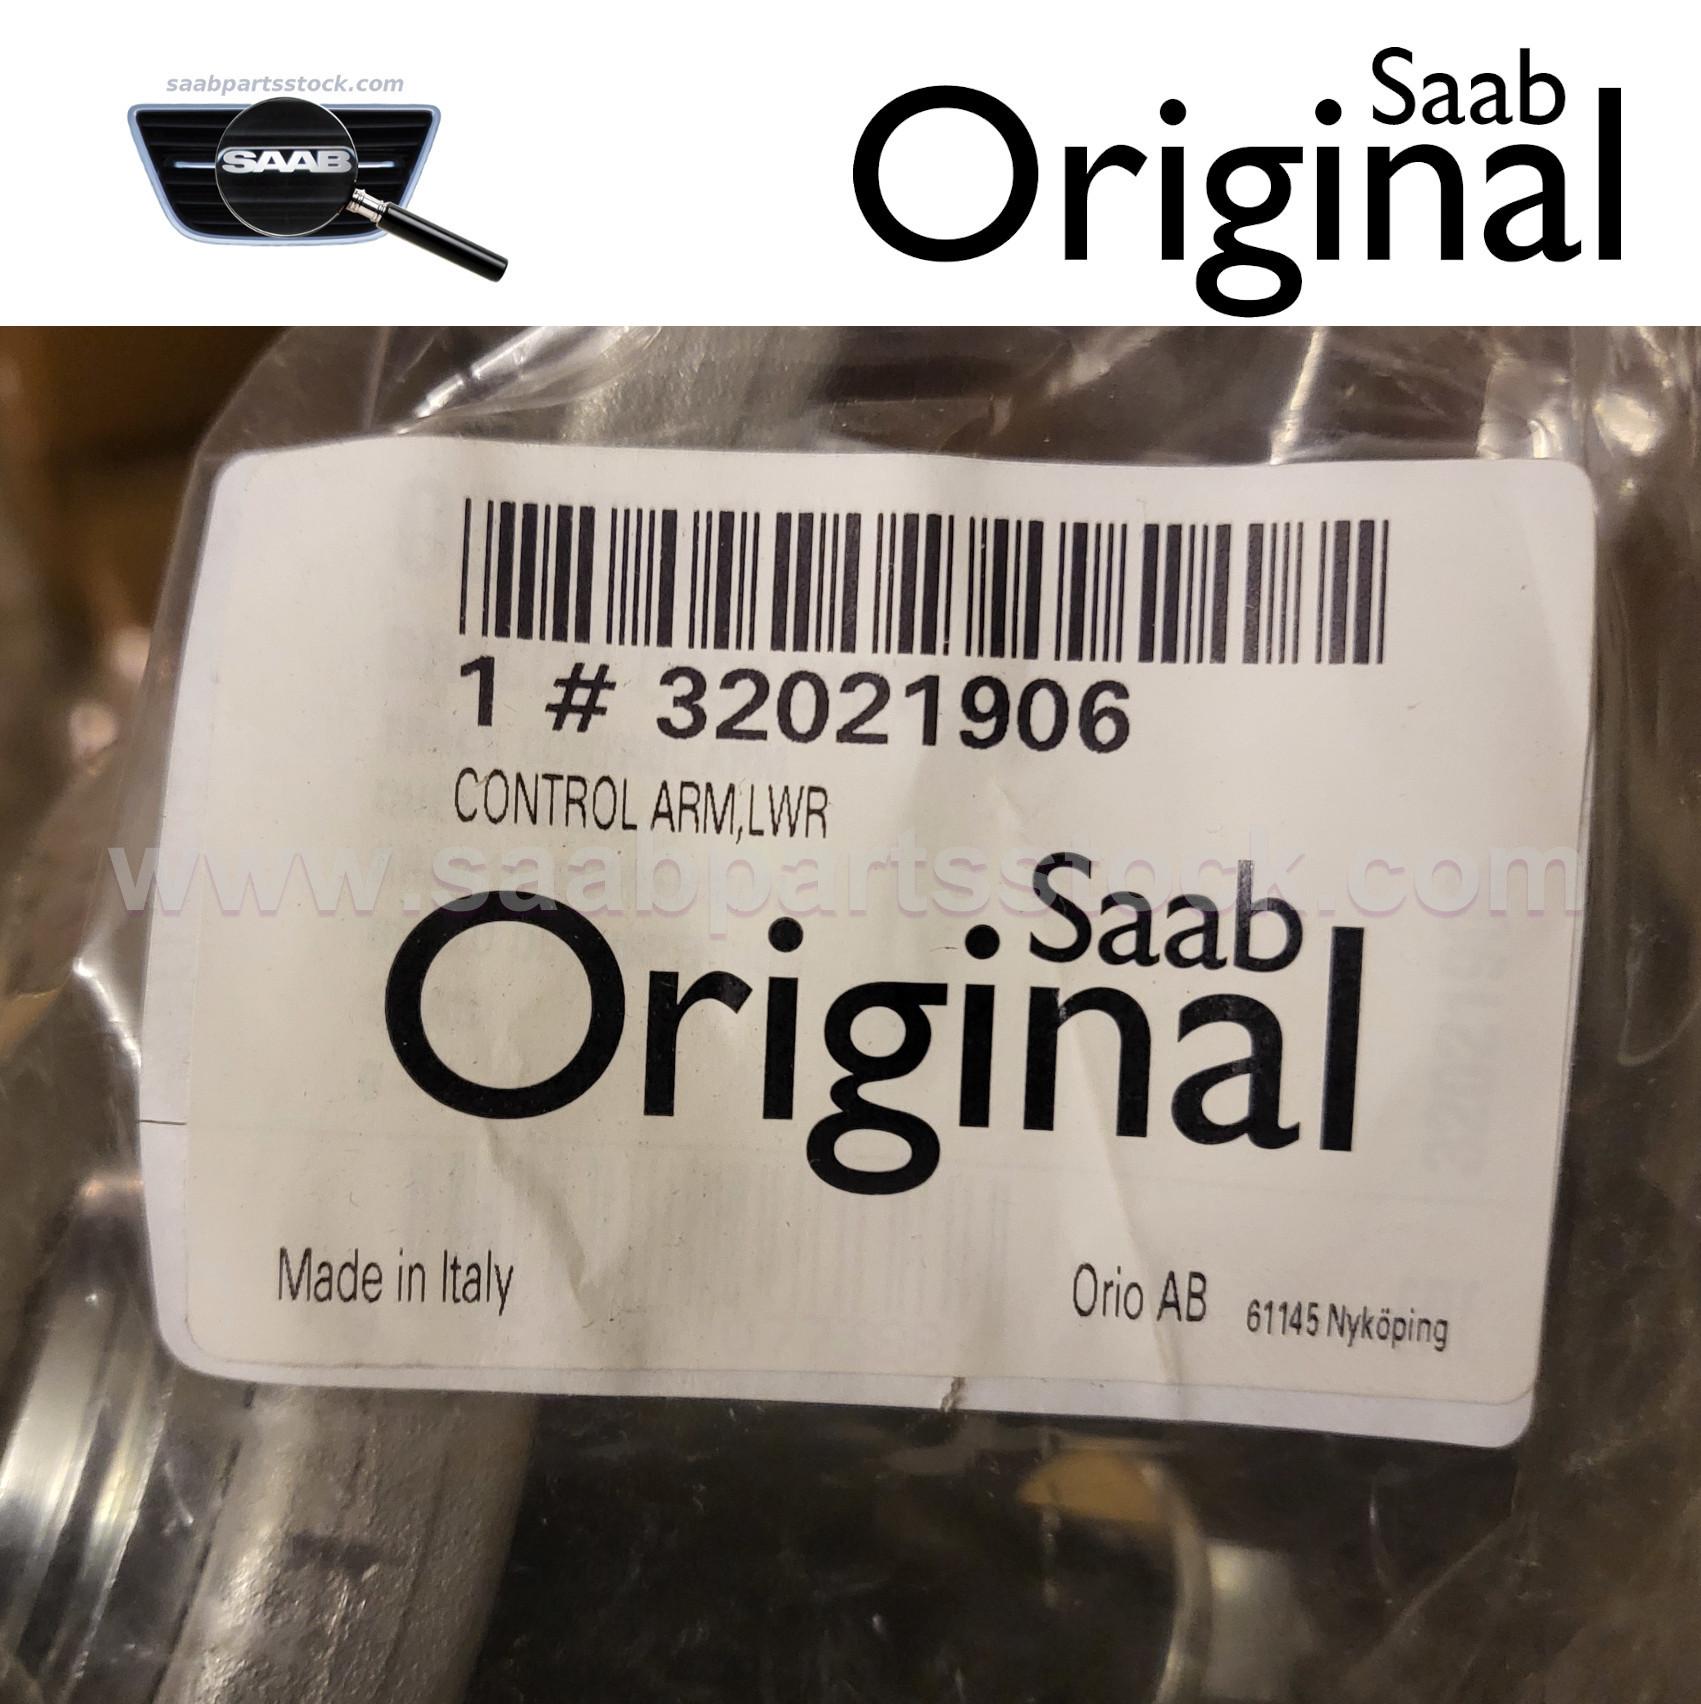 saabpartsstock.com
SAAB
Saab
Original
1 # 32021906
CONTROL ARM,LWR
www.saabpartsstock.com
Saab
Original
Made in Italy
Orio AB 61145 Nyköping